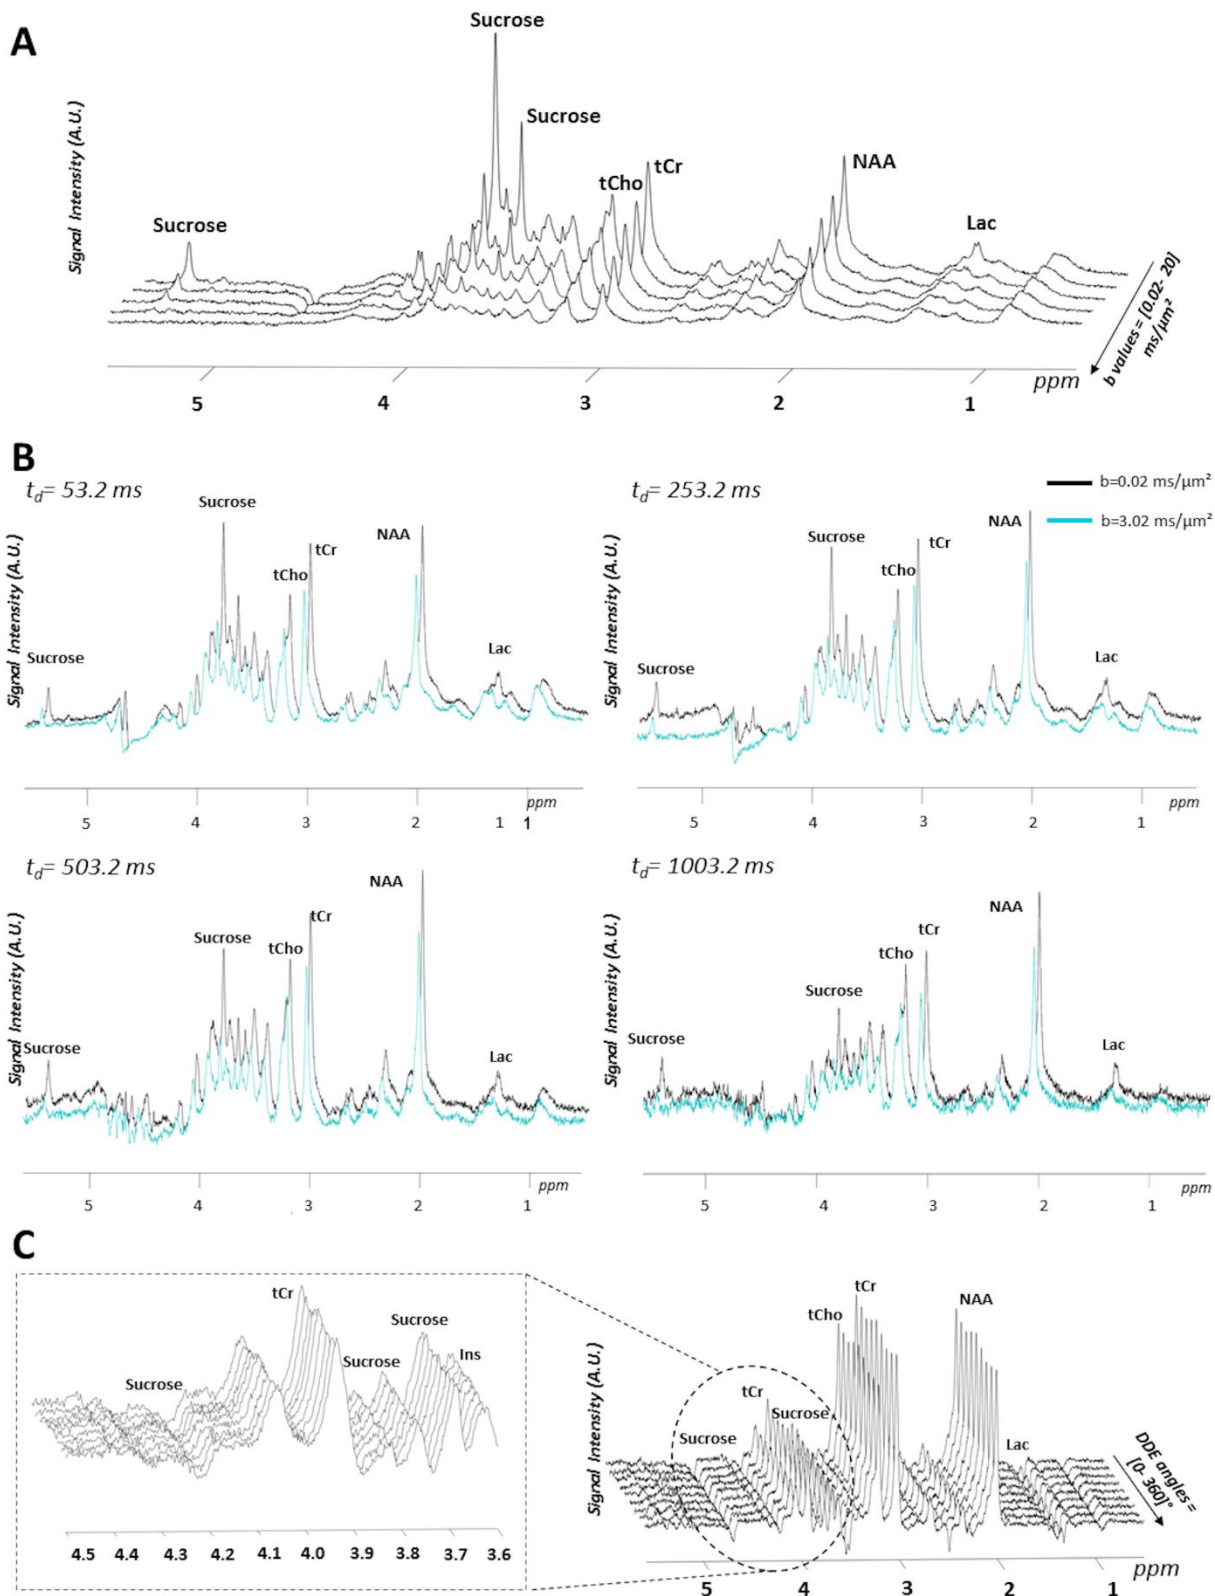 A
Signal Intensity (A.U.)
Sucrose
Sucrose
Sucrose
tCho
tCr
NAA
Lac
b values = [0.02- 20]
ms/µm²
ppm
5
4
3
2
1
B
t_d= 53.2 ms
Signal Intensity (A.U.)
Sucrose
Sucrose
tCho
tCr
NAA
Lac
ppm
5
4
3
2
1
1
t_d= 253.2 ms
b=0.02 ms/µm²
b=3.02 ms/µm²
Signal Intensity (A.U.)
Sucrose
Sucrose
tCho
tCr
NAA
Lac
ppm
5
4
3
2
1
t_d= 503.2 ms
Signal Intensity (A.U.)
Sucrose
Sucrose
tCho
tCr
NAA
Lac
ppm
5
4
3
2
1
t_d= 1003.2 ms
Signal Intensity (A.U.)
Sucrose
Sucrose
tCho
tCr
NAA
Lac
ppm
5
4
3
2
1
C
Sucrose
tCr
Sucrose
Sucrose
Ins
4.5 4.4 4.3 4.2 4.1 4.0 3.9 3.8 3.7 3.6
Signal Intensity (A.U.)
Sucrose
tCr
Sucrose
tCho
tCr
NAA
Lac
DDE angles =
[0- 360]°
ppm
5
4
3
2
1